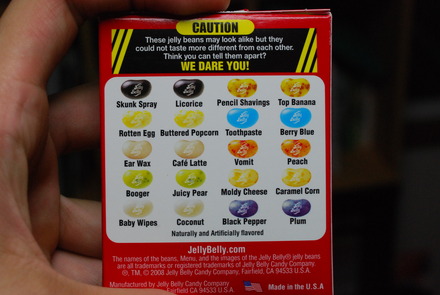 CAUTION
These jelly beans may look alike but they
could not taste more different from each other.
Think you can tell them apart?
WE DARE YOU!
Skunk Spray Licorice Pencil Shavings Top Banana
Rotten Egg Buttered Popcorn Toothpaste Berry Blue
Ear Wax Café Latte Vomit Peach
Booger Juicy Pear Moldy Cheese Caramel Corn
Baby Wipes Coconut Black Pepper Plum
Naturally and Artificially flavored
JellyBelly.com
The names of the beans, Menu, and the images of the Jelly Belly® jelly beans
are all trademarks or registered trademarks of Jelly Belly Candy Company.
®, TM, © 2008 Jelly Belly Candy Company, Fairfield, CA 94533 U.S.A.
Manufactured by Jelly Belly Candy Company
Fairfield CA 94533 U.S.A. Made in the U.S.A